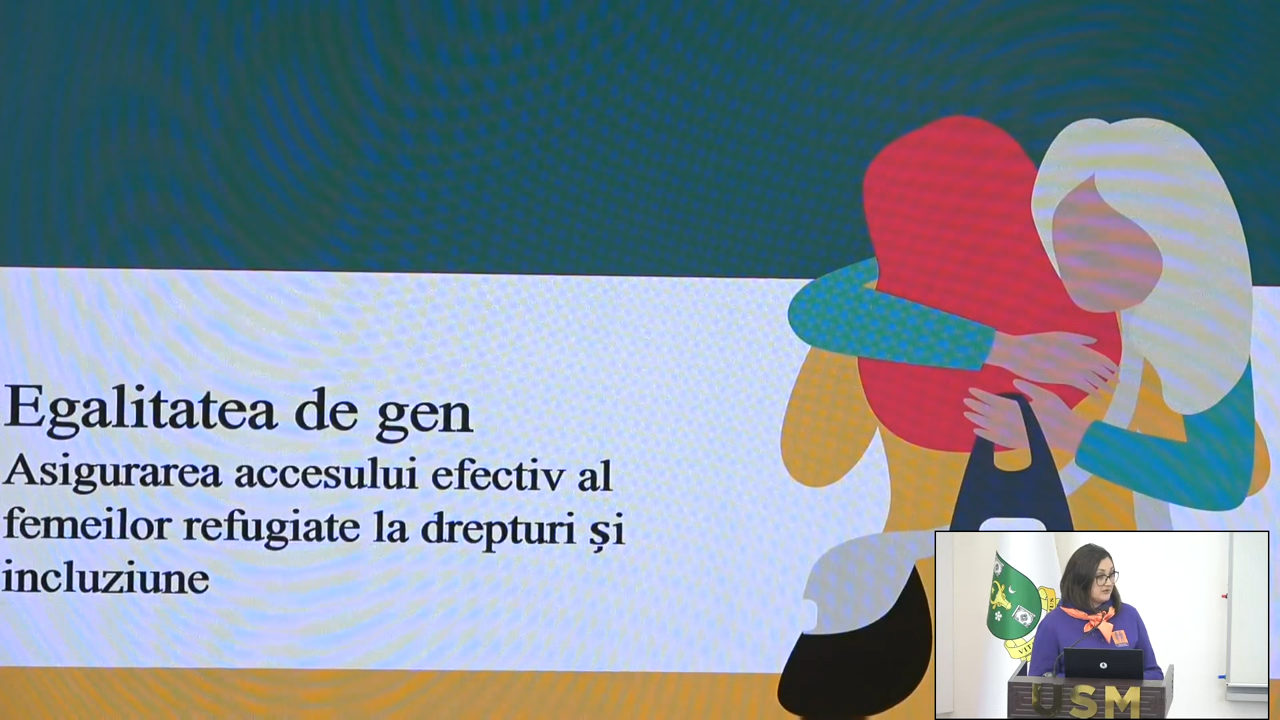 Egalitatea de gen
Asigurarea accesului efectiv al
femeilor refugiate la drepturi și
incluziune
USM